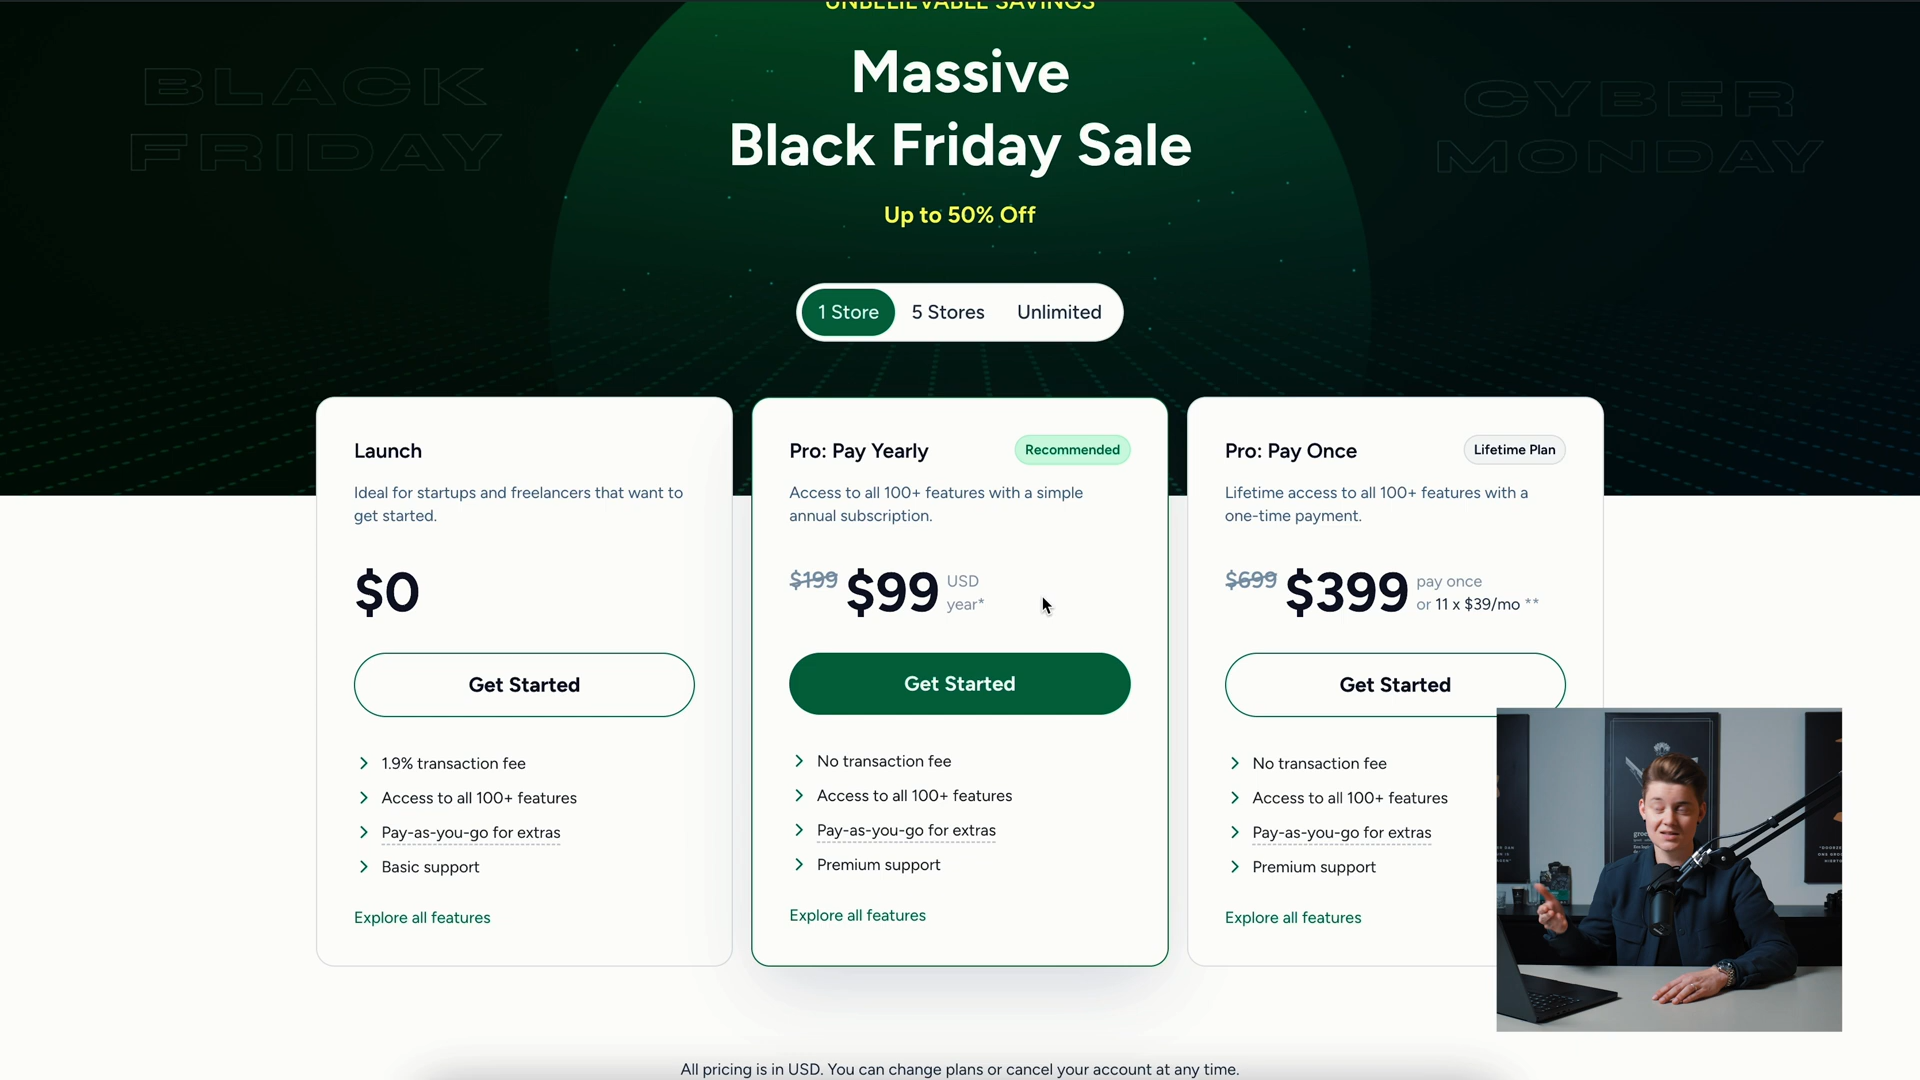 UNBELIEVABLE SAVINGS
BLACK
FRIDAY
CYBER
MONDAY
Massive
Black Friday Sale
Up to 50% Off
1 Store 5 Stores Unlimited
Launch
Ideal for startups and freelancers that want to
get started.
$0
Get Started
1.9% transaction fee
Access to all 100+ features
Pay-as-you-go for extras
Basic support
Explore all features
Pro: Pay Yearly Recommended
Access to all 100+ features with a simple
annual subscription.
$199 $99 USD
year*
Get Started
No transaction fee
Access to all 100+ features
Pay-as-you-go for extras
Premium support
Explore all features
Pro: Pay Once Lifetime Plan
Lifetime access to all 100+ features with a
one-time payment.
$699 $399 pay once
or 11 x $39/mo **
Get Started
No transaction fee
Access to all 100+ features
Pay-as-you-go for extras
Premium support
Explore all features
All pricing is in USD. You can change plans or cancel your account at any time.